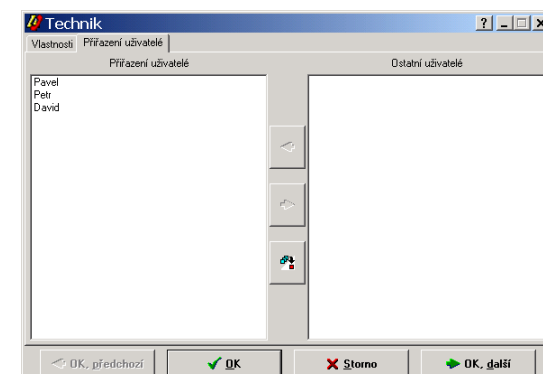 Technik
Vlastnosti Přiřazení uživatelé
Přiřazení uživatelé Ostatní uživatelé
Pavel
Petr
David
OK, předchozí OK Storno OK, další